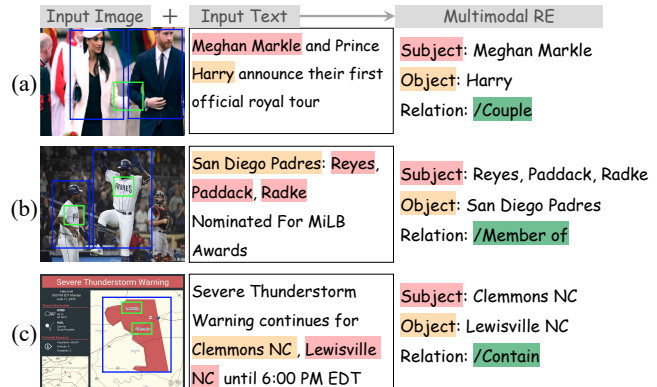 Input Image + Input Text Multimodal RE
(a)
Meghan Markle and Prince
Harry announce their first
official royal tour
Subject: Meghan Markle
Object: Harry
Relation: /Couple
(b)
PADRES
San Diego Padres: Reyes,
Paddack, Radke
Nominated For MiLB
Awards
Subject: Reyes, Paddack, Radke
Object: San Diego Padres
Relation: /Member of
(c)
Severe Thunderstorm Warning
Severe Thunderstorm
Warning continues for
Clemmons NC , Lewisville
NC until 6:00 PM EDT
Subject: Clemmons NC
Object: Lewisville NC
Relation: /Contain